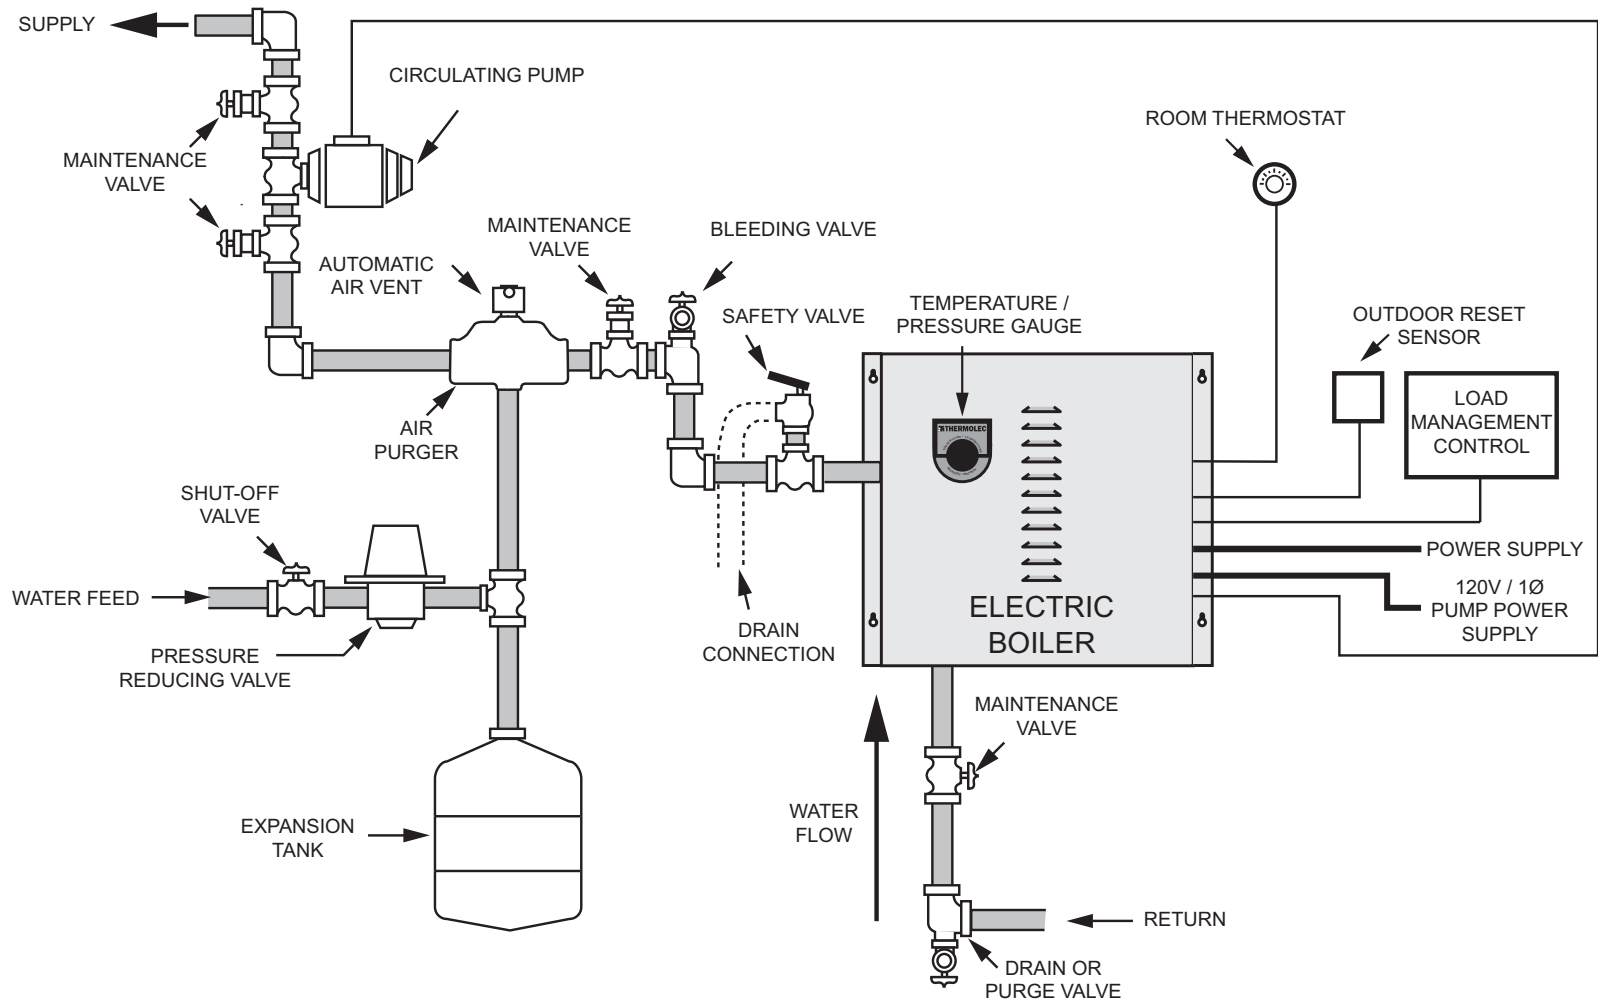 SUPPLY
CIRCULATING PUMP
ROOM THERMOSTAT
MAINTENANCE
VALVE
MAINTENANCE
VALVE
BLEEDING VALVE
AUTOMATIC
AIR VENT
SAFETY VALVE
TEMPERATURE /
PRESSURE GAUGE
OUTDOOR RESET
SENSOR
LOAD
MANAGEMENT
CONTROL
THERMOLEC
AIR
PURGER
SHUT-OFF
VALVE
WATER FEED
PRESSURE
REDUCING VALVE
DRAIN
CONNECTION
ELECTRIC
BOILER
POWER SUPPLY
120V / 1Ø
PUMP POWER
SUPPLY
MAINTENANCE
VALVE
WATER
FLOW
EXPANSION
TANK
RETURN
DRAIN OR
PURGE VALVE